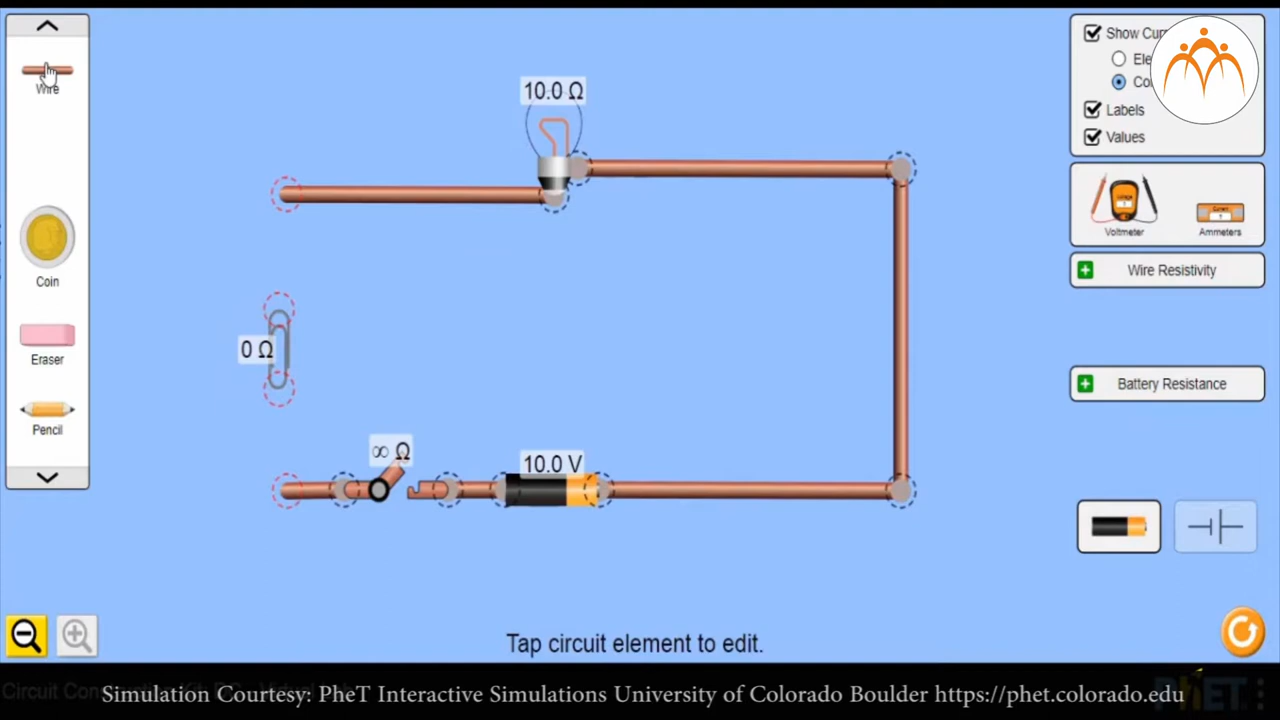 Wire
Coin
Eraser
Pencil
10.0 Ω
0 Ω
∞ Ω
10.0 V
Show
Labels
Values
Voltmeter
Ammeters
Wire Resistivity
Battery Resistance
Tap circuit element to edit.
Simulation Courtesy: PheT Interactive Simulations University of Colorado Boulder https://phet.colorado.edu